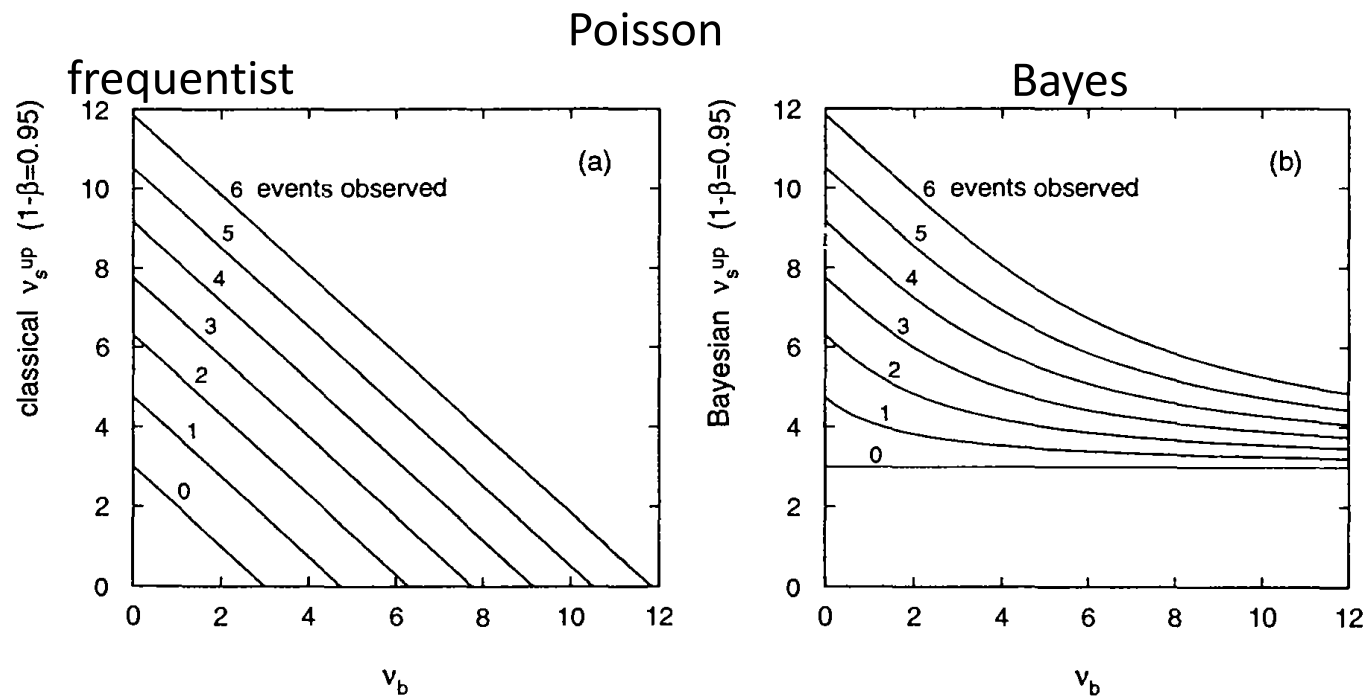 Poisson
frequentist
Bayes
classical ν_s^up (1-β=0.95)
12
10
8
6
4
2
0
(a)
6 events observed
5
4
3
2
1
0
0 2 4 6 8 10 12
ν_b
Bayesian ν_s^up (1-β=0.95)
12
10
8
6
4
2
0
(b)
6 events observed
5
4
3
2
1
0
0 2 4 6 8 10 12
ν_b